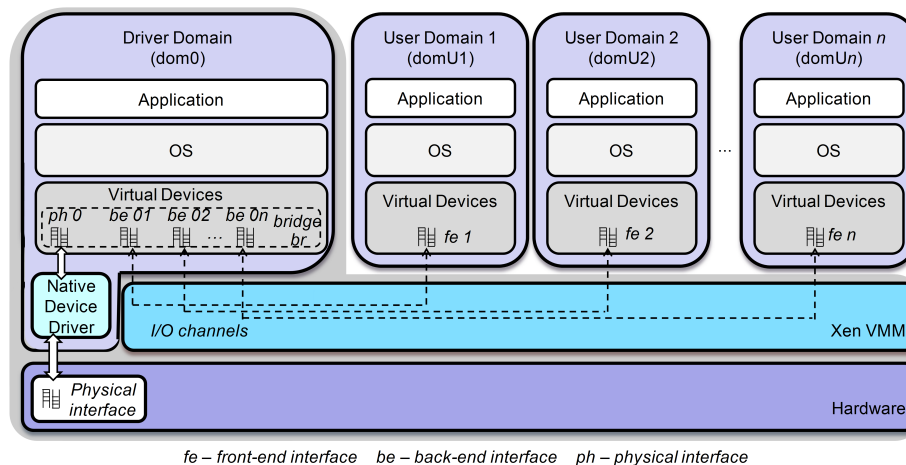 Driver Domain
(dom0)
Application
OS
Virtual Devices
ph 0
be 01
be 02
...
be 0n
bridge
br
Native
Device
Driver
User Domain 1
(domU1)
Application
OS
Virtual Devices
fe 1
User Domain 2
(domU2)
Application
OS
Virtual Devices
fe 2
...
User Domain n
(domUn)
Application
OS
Virtual Devices
fe n
I/O channels
Xen VMM
Physical
interface
Hardware
fe – front-end interface be – back-end interface ph – physical interface